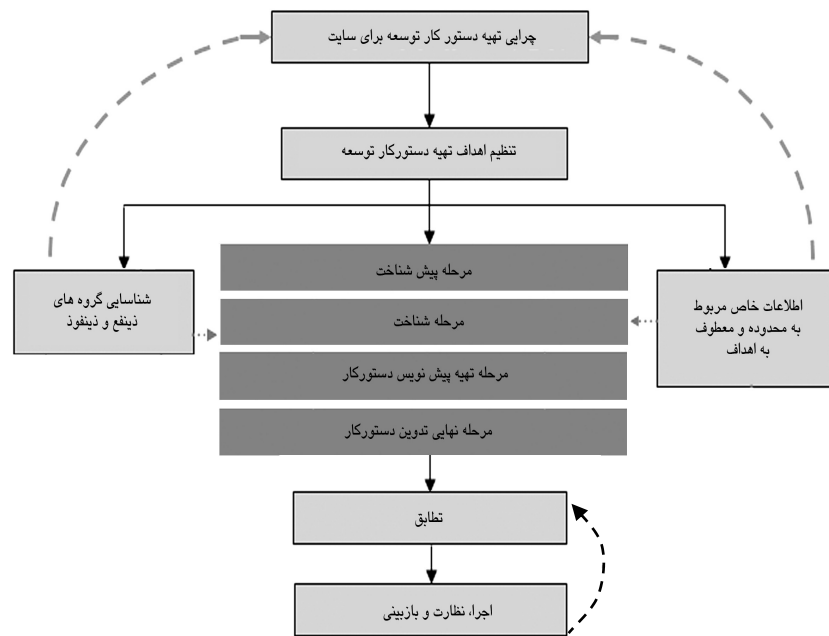 چرایی تهیه دستور کار توسعه برای سایت
تنظیم اهداف تهیه دستورکار توسعه
مرحله پیش شناخت
شناسایی گروه های
ذینفع و ذینفوذ
اطلاعات خاص مربوط
به محدوده و معطوف
به اهداف
مرحله شناخت
مرحله تهیه پیش نویس دستورکار
مرحله نهایی تدوین دستورکار
تطابق
اجرا، نظارت و بازبینی